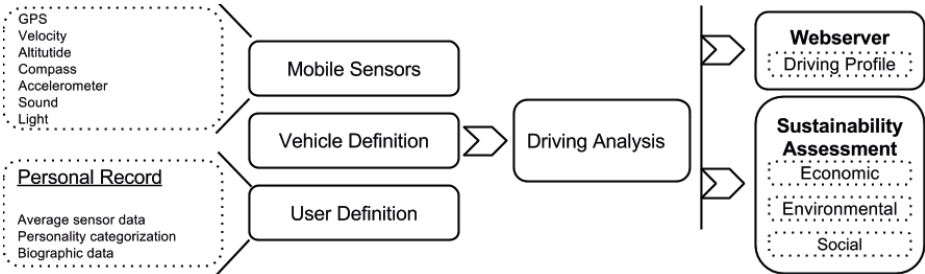 GPS
Velocity
Altitutide
Compass
Accelerometer
Sound
Light
Personal Record
Average sensor data
Personality categorization
Biographic data
Mobile Sensors
Vehicle Definition
User Definition
Driving Analysis
Webserver
Driving Profile
Sustainability
Assessment
Economic
Environmental
Social